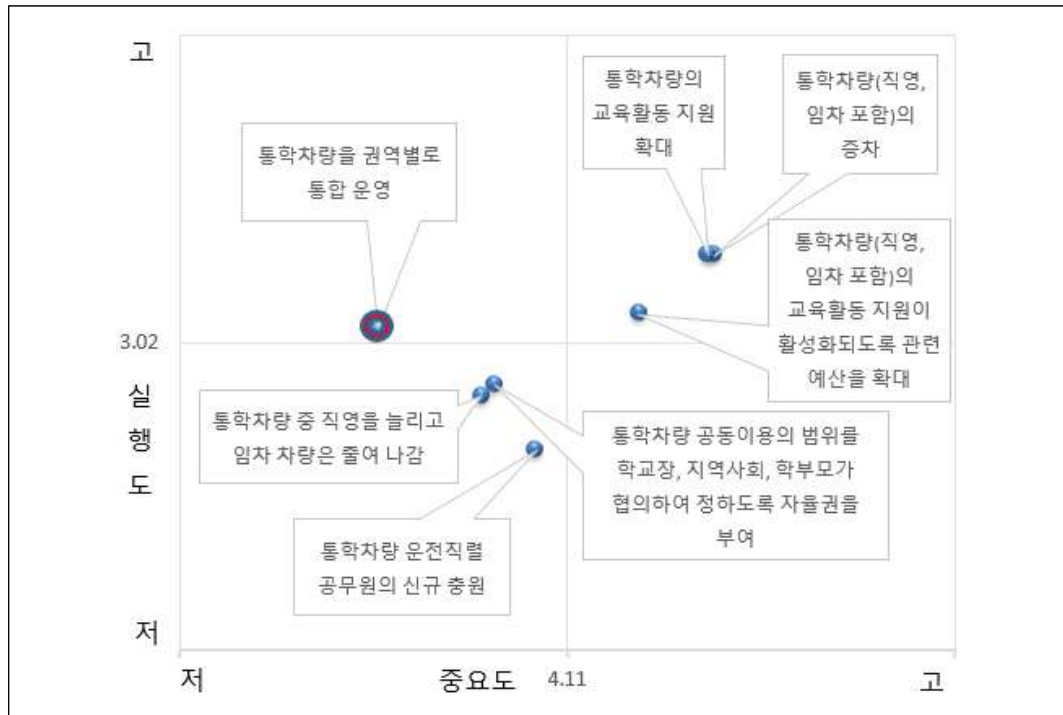 고
통학차량의
교육활동 지원
확대
통학차량(직영,
임차 포함)의
증차
통학차량을 권역별로
통합 운영
통학차량(직영,
임차 포함)의
교육활동 지원이
활성화되도록 관련
예산을 확대
3.02
실
행
도
통학차량 중 직영을 늘리고
임차 차량은 줄여 나감
통학차량 공동이용의 범위를
학교장, 지역사회, 학부모가
협의하여 정하도록 자율권을
부여
통학차량 운전직렬
공무원의 신규 충원
저
저
중요도
4.11
고